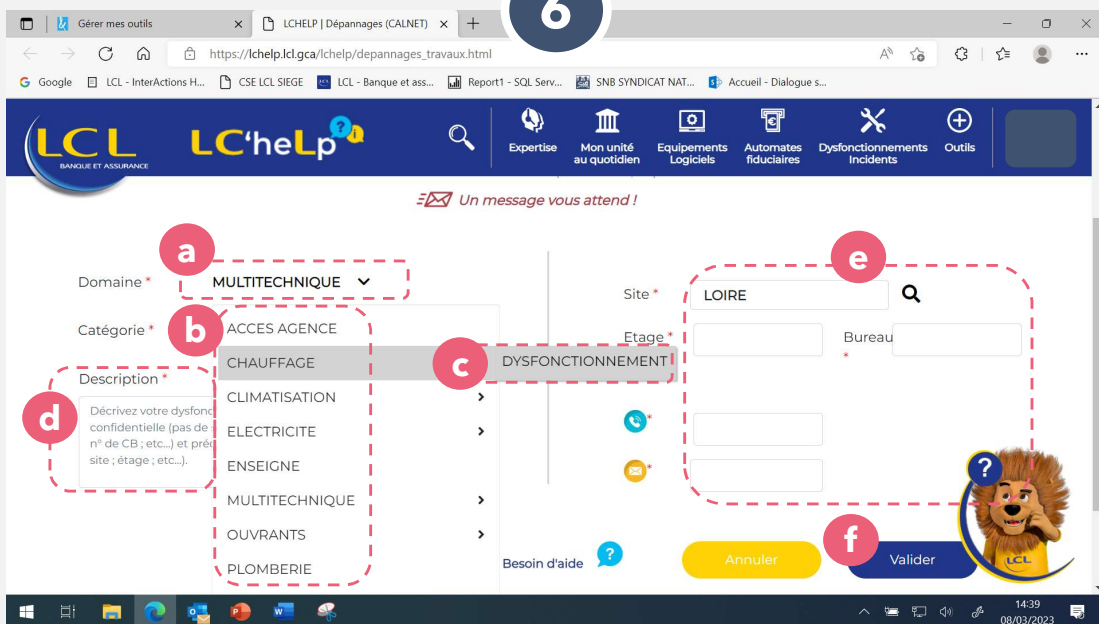 6
Gérer mes outils
LCHELP | Dépannages (CALNET)
https://lchelp.lcl.gca/lchelp/depannages_travaux.html
Google
LCL - InterActions H...
CSE LCL SIEGE
LCL - Banque et ass...
Report1 - SQL Serv...
SNB SYNDICAT NAT...
Accueil - Dialogue s...
LCL
BANQUE ET ASSURANCE
LC'heLp
Expertise
Mon unité
au quotidien
Equipements
Logiciels
Automates
fiduciaires
Dysfonctionnements
Incidents
Outils
Un message vous attend !
a
Domaine *
MULTITECHNIQUE
e
Site *
LOIRE
b
Catégorie *
ACCES AGENCE
Etage *
Bureau
*
CHAUFFAGE
c
DYSFONCTIONNEMENT
Description *
CLIMATISATION
d
Décrivez votre dysfonc
confidentielle (pas de
n° de CB ; etc...) et préc
site ; étage ; etc...).
ELECTRICITE
*
ENSEIGNE
*
?
MULTITECHNIQUE
OUVRANTS
PLOMBERIE
Besoin d'aide
?
Annuler
f
Valider
LCL
14:39
08/03/2023